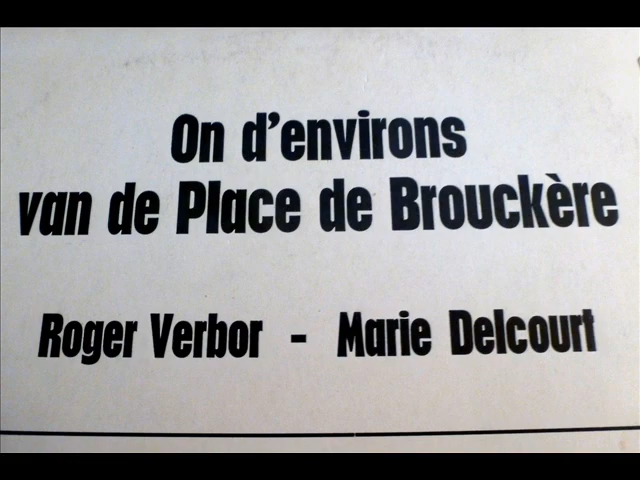 On d'environs
van de Place de Brouckère
Roger Verbor - Marie Delcourt